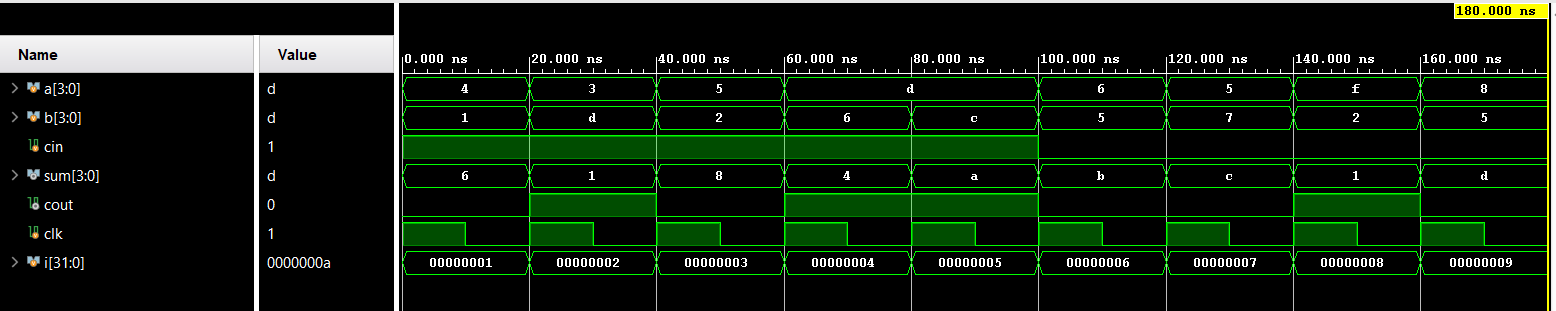 180.000 ns
Name Value
0.000 ns 20.000 ns 40.000 ns 60.000 ns 80.000 ns 100.000 ns 120.000 ns 140.000 ns 160.000 ns
a[3:0] d 4 3 5 d 6 5 f 8
b[3:0] d 1 d 2 6 c 5 7 2 5
cin 1
sum[3:0] d 6 1 8 4 a b c 1 d
cout 0
clk 1
i[31:0] 0000000a 00000001 00000002 00000003 00000004 00000005 00000006 00000007 00000008 00000009